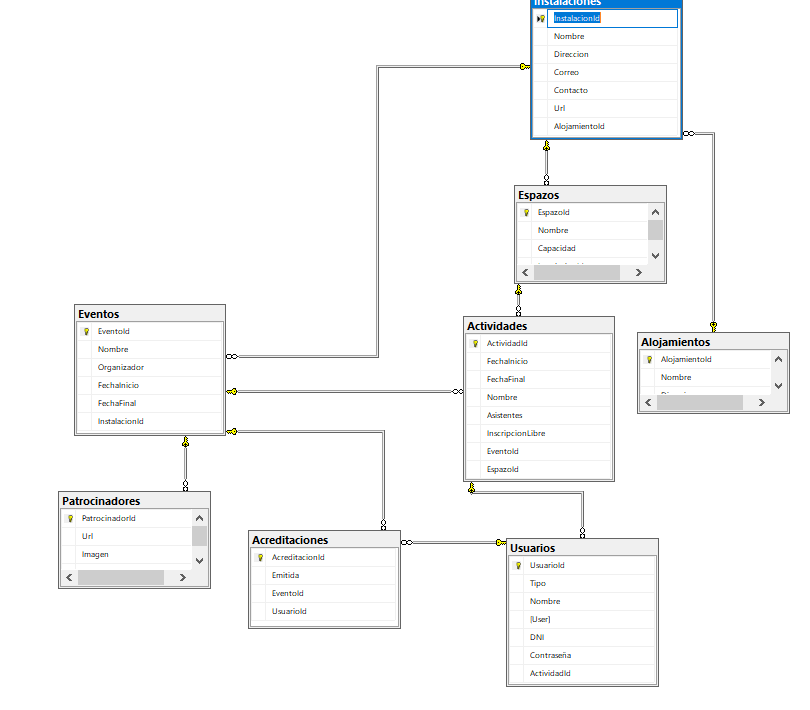 Instalaciones
InstalacionId
Nombre
Direccion
Correo
Contacto
Url
AlojamientoId
Espazos
EspazoId
Nombre
Capacidad
Eventos
EventoId
Nombre
Organizador
FechaInicio
FechaFinal
InstalacionId
Actividades
ActividadId
FechaInicio
FechaFinal
Nombre
Asistentes
InscripcionLibre
EventoId
EspazoId
Alojamientos
AlojamientoId
Nombre
Patrocinadores
PatrocinadorId
Url
Imagen
Acreditaciones
AcreditacionId
Emitida
EventoId
UsuarioId
Usuarios
UsuarioId
Tipo
Nombre
[User]
DNI
Contraseña
ActividadId